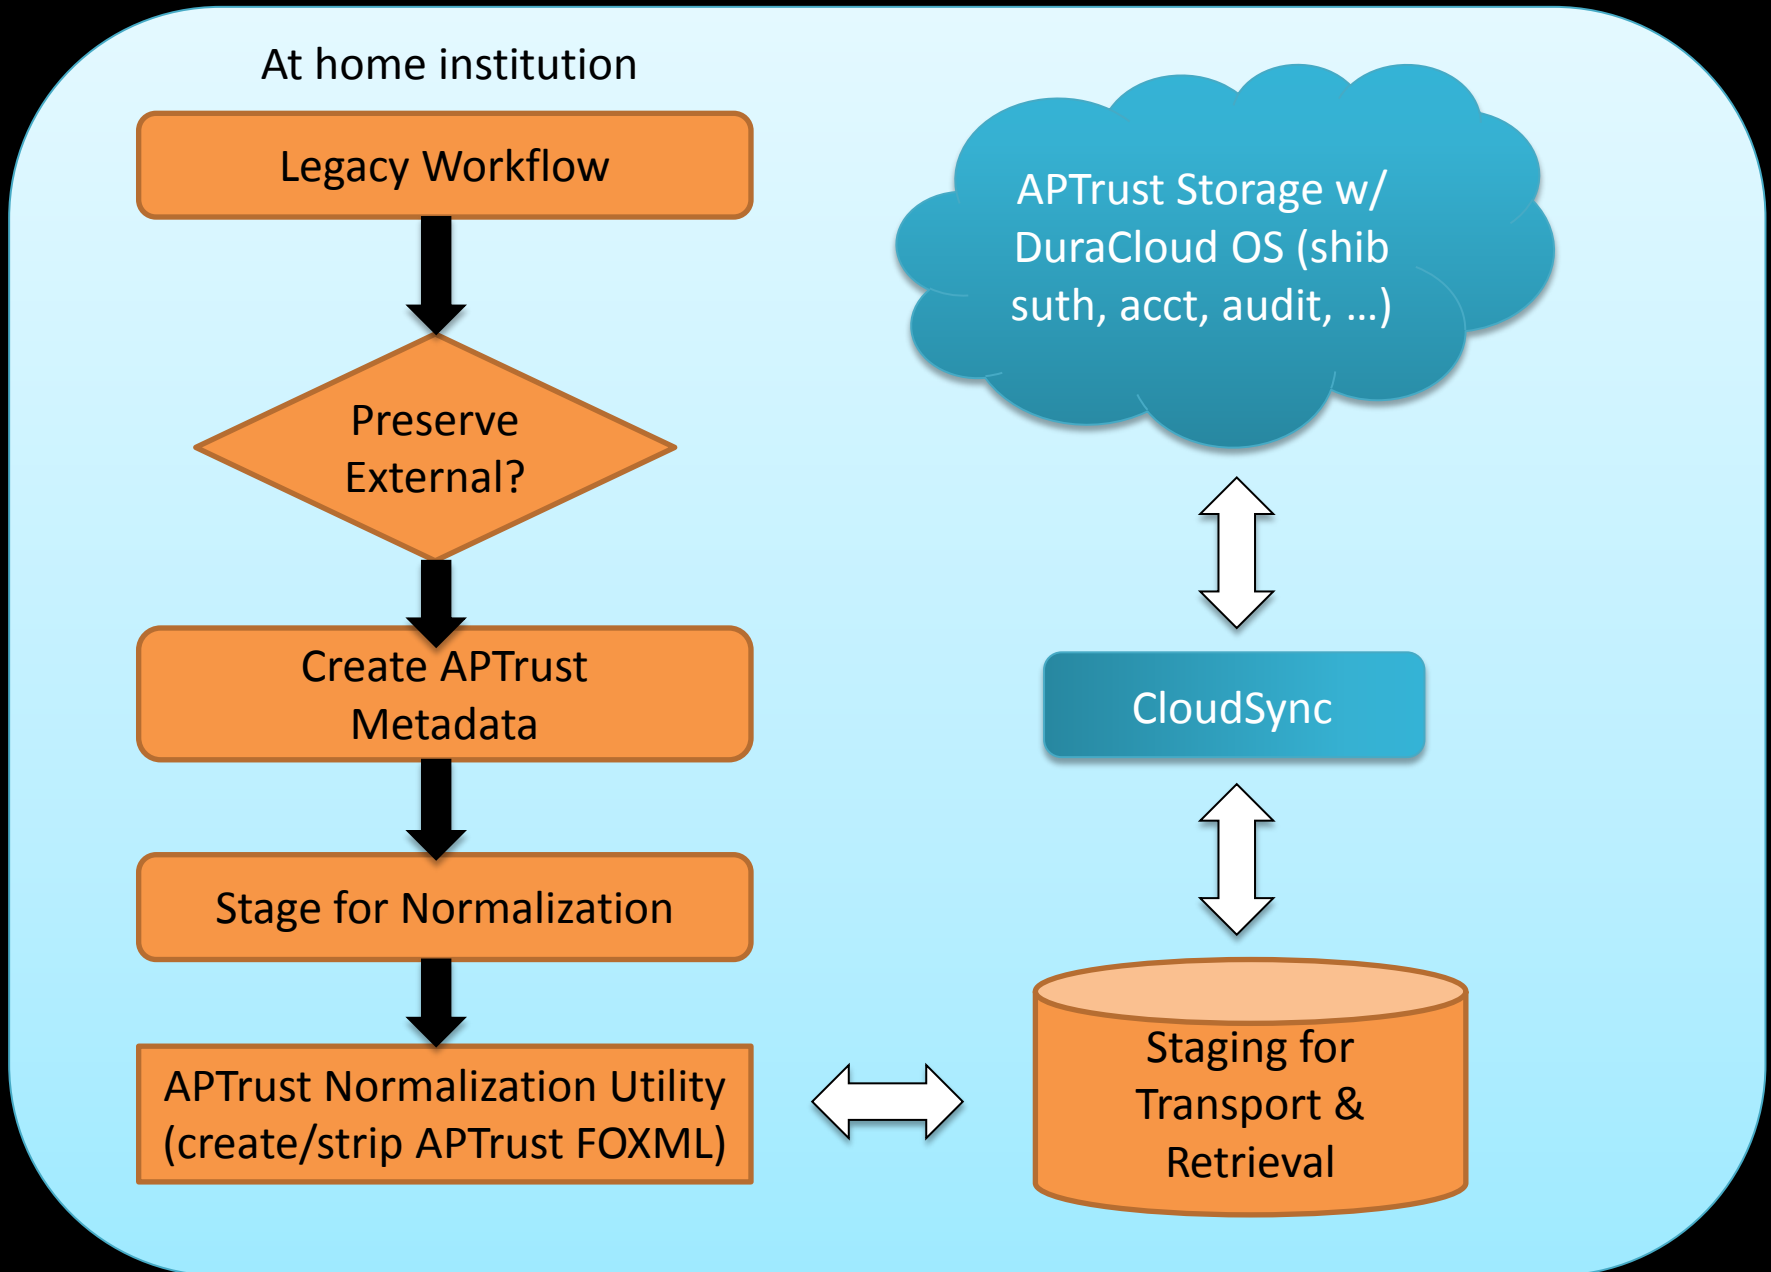 At home institution
Legacy Workflow
Preserve
External?
Create APTrust
Metadata
Stage for Normalization
APTrust Normalization Utility
(create/strip APTrust FOXML)
APTrust Storage w/
DuraCloud OS (shib
suth, acct, audit, ...)
CloudSync
Staging for
Transport &
Retrieval